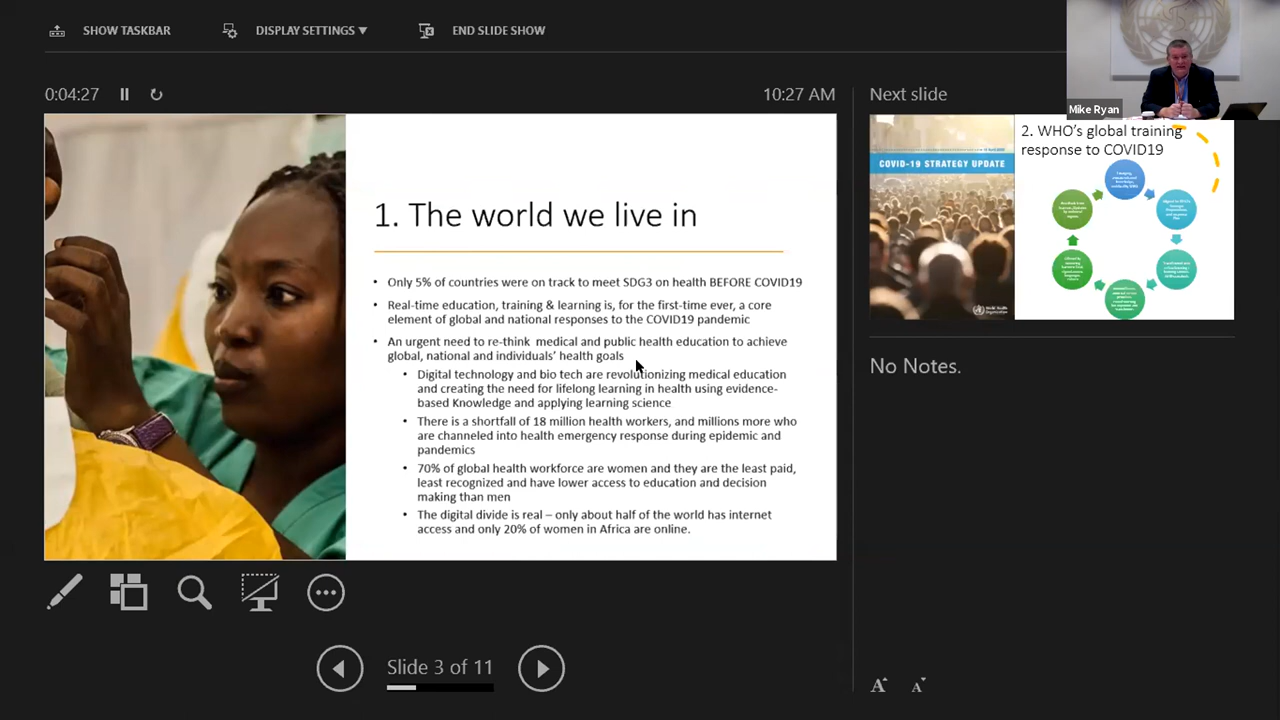 SHOW TASKBAR
DISPLAY SETTINGS ▼
END SLIDE SHOW
0:04:27
10:27 AM
1. The world we live in
• Only 5% of countries were on track to meet SDG3 on health BEFORE COVID19
• Real-time education, training & learning is, for the first-time ever, a core
element of global and national responses to the COVID19 pandemic
• An urgent need to re-think medical and public health education to achieve
global, national and individuals’ health goals
• Digital technology and bio tech are revolutionizing medical education
and creating the need for lifelong learning in health using evidence-
based Knowledge and applying learning science
• There is a shortfall of 18 million health workers, and millions more who
are channeled into health emergency response during epidemic and
pandemics
• 70% of global health workforce are women and they are the least paid,
least recognized and have lower access to education and decision
making than men
• The digital divide is real – only about half of the world has internet
access and only 20% of women in Africa are online.
Slide 3 of 11
Next slide
Mike Ryan
COVID-19 STRATEGY UPDATE
World Health
Organization
2. WHO’s global training
response to COVID19
No Notes.
A
A